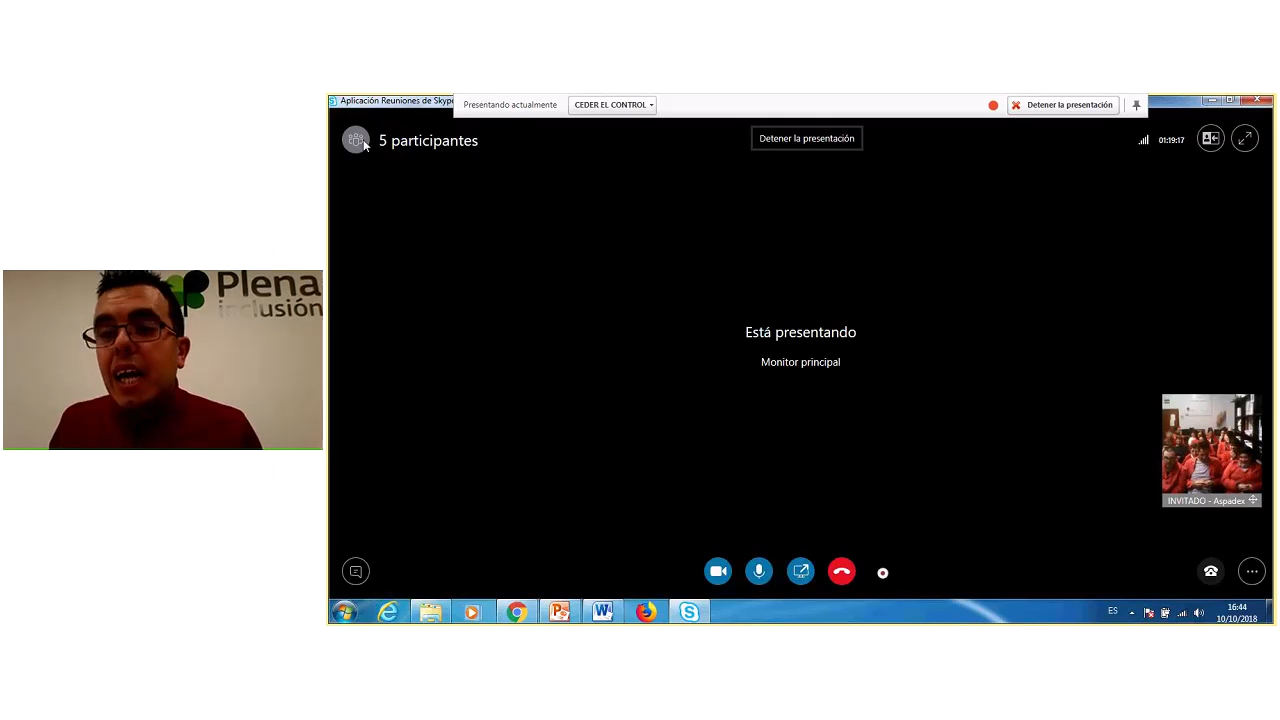 Plena
inclusión
Aplicación Reuniones de Skype
Presentando actualmente
CEDER EL CONTROL
Detener la presentación
5 participantes
Detener la presentación
01:19:17
Está presentando
Monitor principal
INVITADO - Aspadex
ES
16:44
10/10/2018